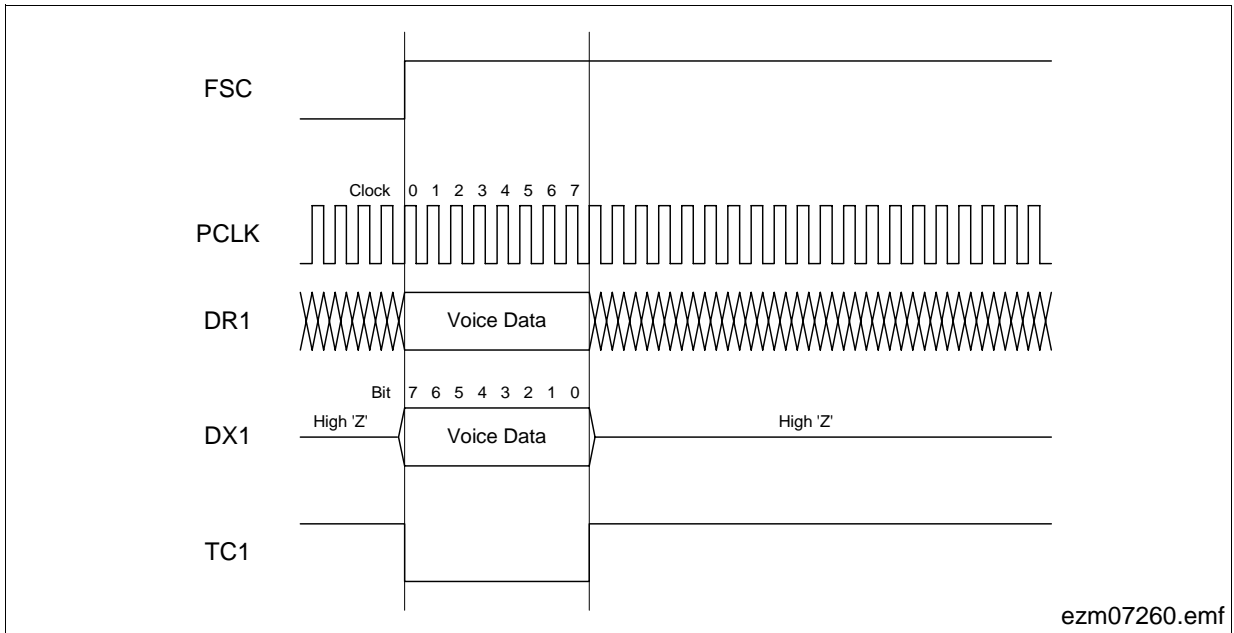 FSC
Clock 0 1 2 3 4 5 6 7
PCLK
DR1 Voice Data
Bit 7 6 5 4 3 2 1 0
High 'Z' High 'Z'
DX1 Voice Data
TC1
ezm07260.emf